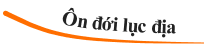 Ôn đới lục địa